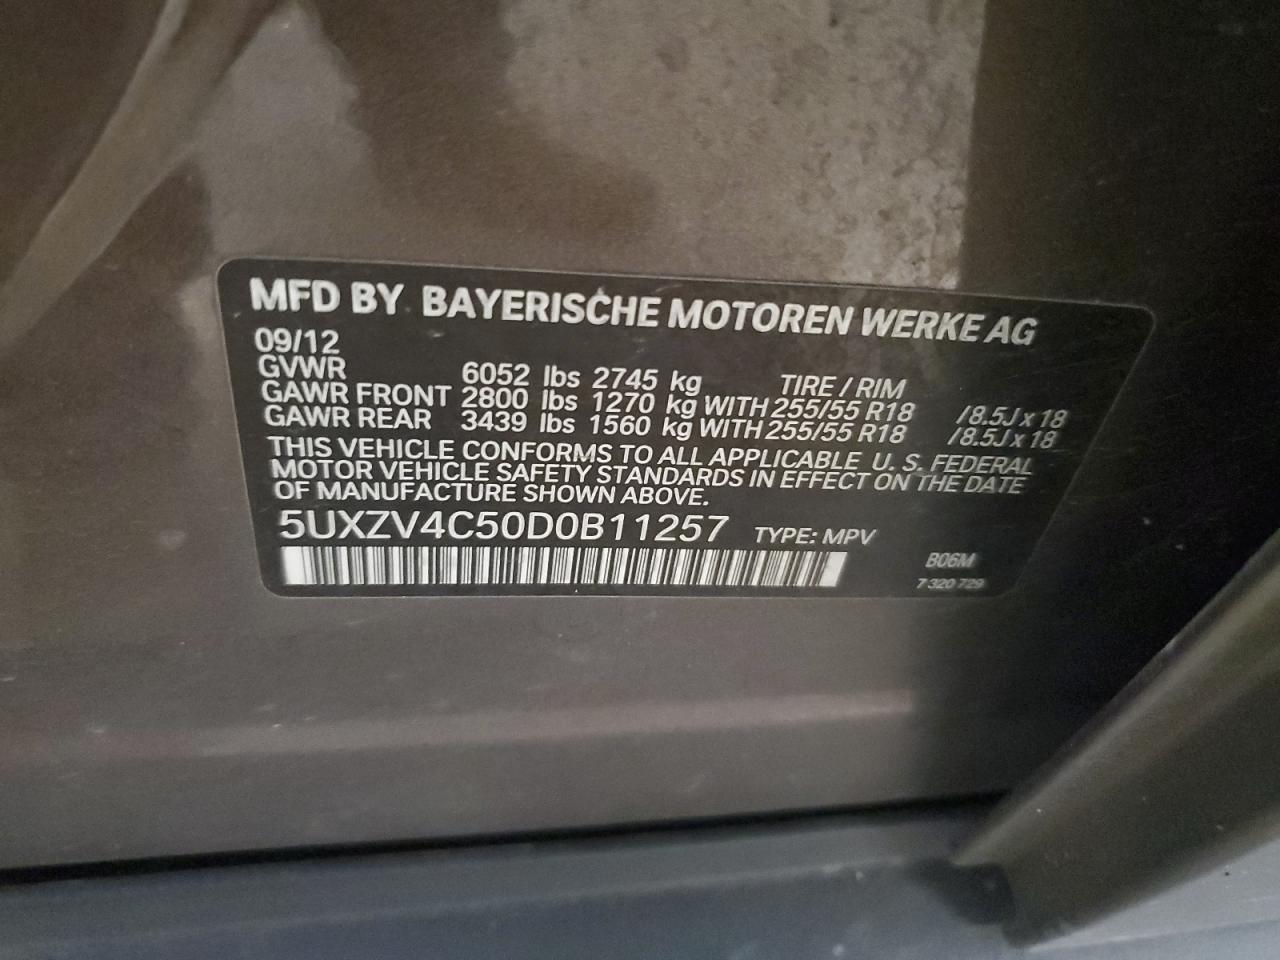 MFD BY BAYERISCHE MOTOREN WERKE AG
09/12
GVWR 6052 lbs 2745 kg TIRE / RIM
GAWR FRONT 2800 lbs 1270 kg WITH 255/55 R18 /8.5J x 18
GAWR REAR 3439 lbs 1560 kg WITH 255/55 R18 /8.5J x 18
THIS VEHICLE CONFORMS TO ALL APPLICABLE U. S. FEDERAL
MOTOR VEHICLE SAFETY STANDARDS IN EFFECT ON THE DATE
OF MANUFACTURE SHOWN ABOVE.
5UXZV4C50D0B11257 TYPE: MPV
B06M
7 320 729